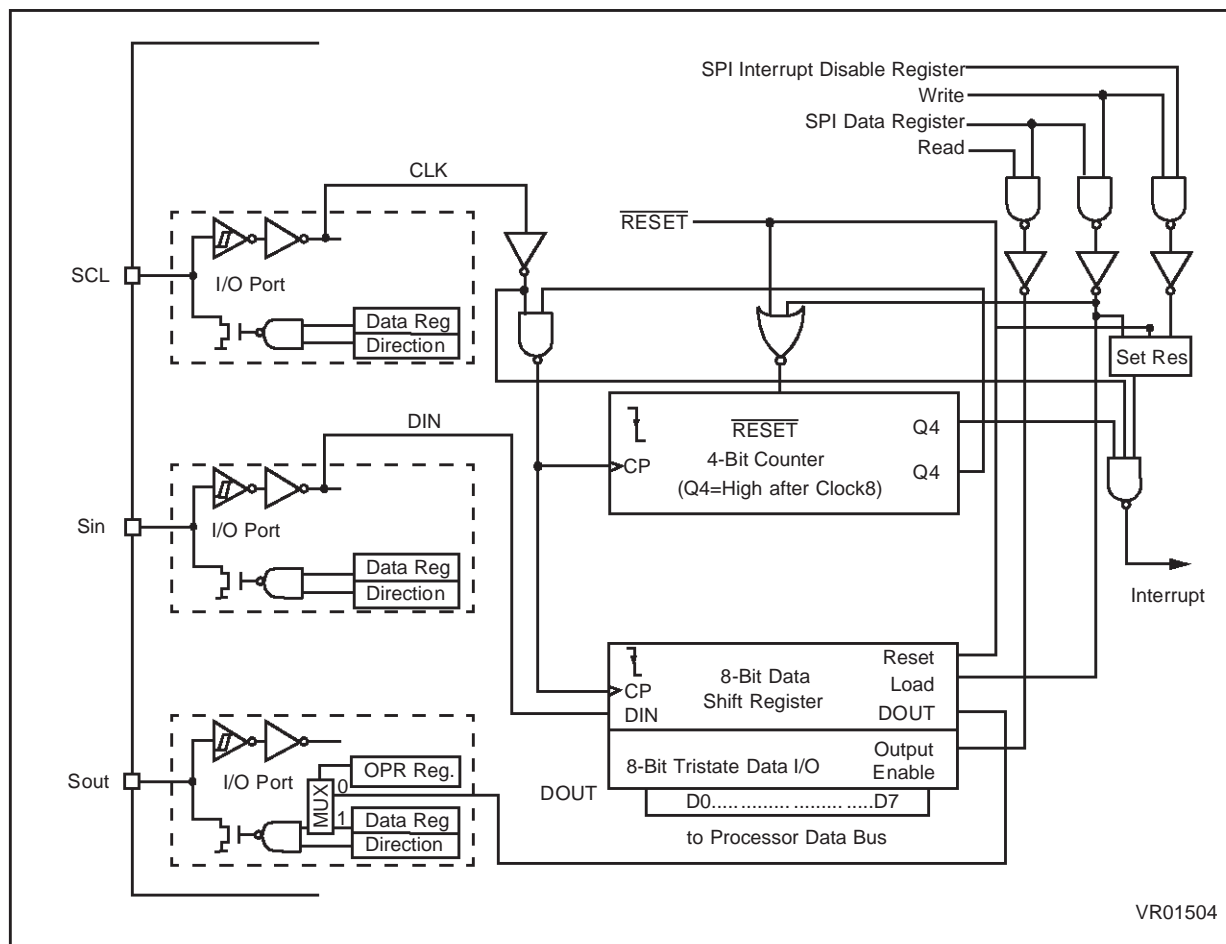 SPI Interrupt Disable Register
Write
SPI Data Register
Read
CLK
RESET
SCL
I/O Port
Data Reg
Direction
Set Res
RESET
4-Bit Counter
(Q4=High after Clock8)
CP
Q4
Q4
DIN
Sin
I/O Port
Data Reg
Direction
Interrupt
8-Bit Data
Shift Register
CP
DIN
Reset
Load
DOUT
Sout
I/O Port
OPR Reg.
MUX
0
1
Data Reg
Direction
DOUT
8-Bit Tristate Data I/O
Output
Enable
D0..... ......... ......... .....D7
to Processor Data Bus
VR01504